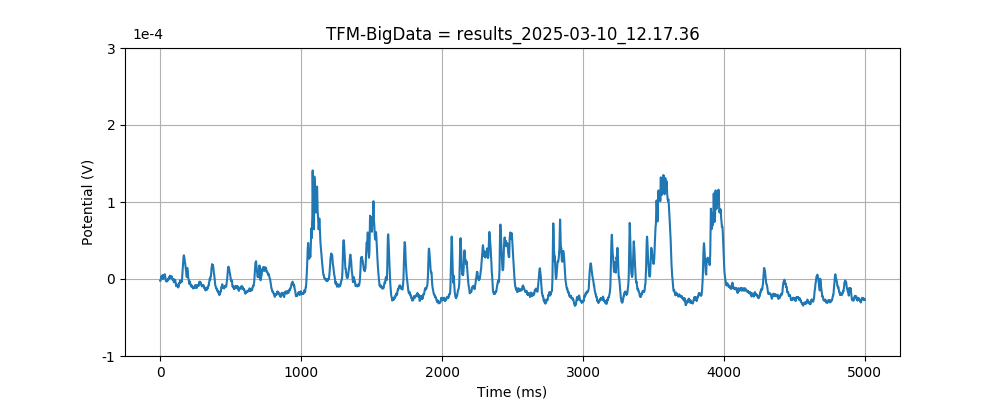 TFM-BigData = results_2025-03-10_12.17.36
1e-4
3
2
1
0
-1
Potential (V)
0 1000 2000 3000 4000 5000
Time (ms)